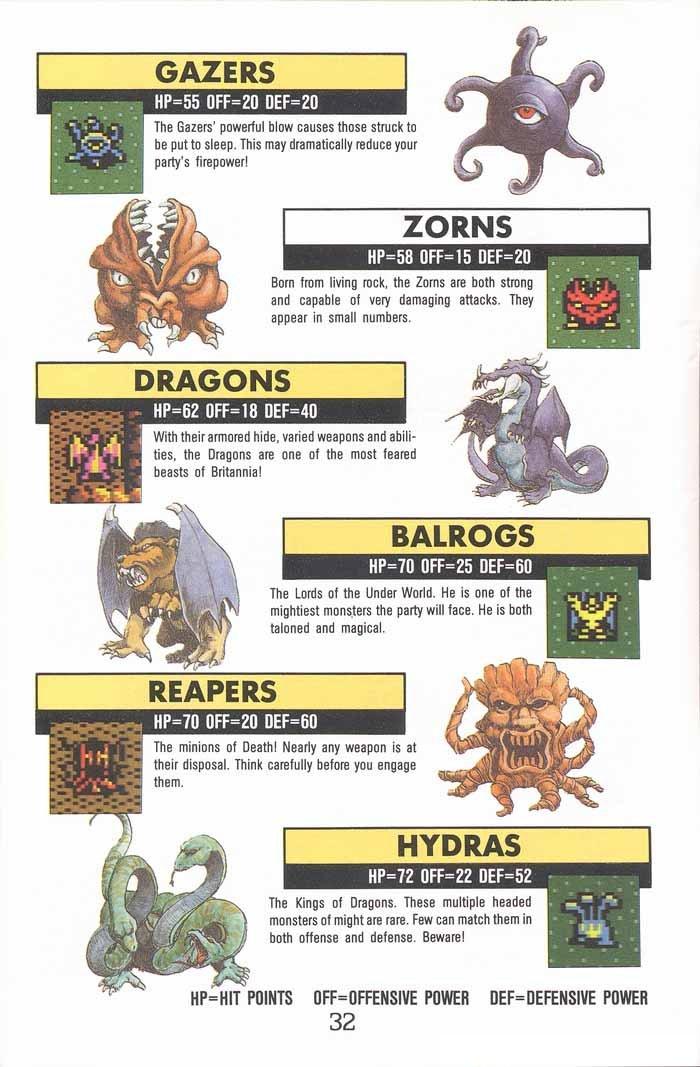 GAZERS
HP=55 OFF=20 DEF=20
The Gazers' powerful blow causes those struck to
be put to sleep. This may dramatically reduce your
party's firepower!
ZORNS
HP=58 OFF=15 DEF=20
Born from living rock, the Zorns are both strong
and capable of very damaging attacks. They
appear in small numbers.
DRAGONS
HP=62 OFF=18 DEF=40
With their armored hide, varied weapons and abili-
ties, the Dragons are one of the most feared
beasts of Britannia!
BALROGS
HP=70 OFF=25 DEF=60
The Lords of the Under World. He is one of the
mightiest monsters the party will face. He is both
taloned and magical.
REAPERS
HP=70 OFF=20 DEF=60
The minions of Death! Nearly any weapon is at
their disposal. Think carefully before you engage
them.
HYDRAS
HP=72 OFF=22 DEF=52
The Kings of Dragons. These multiple headed
monsters of might are rare. Few can match them in
both offense and defense. Beware!
HP=HIT POINTS OFF=OFFENSIVE POWER DEF=DEFENSIVE POWER
32